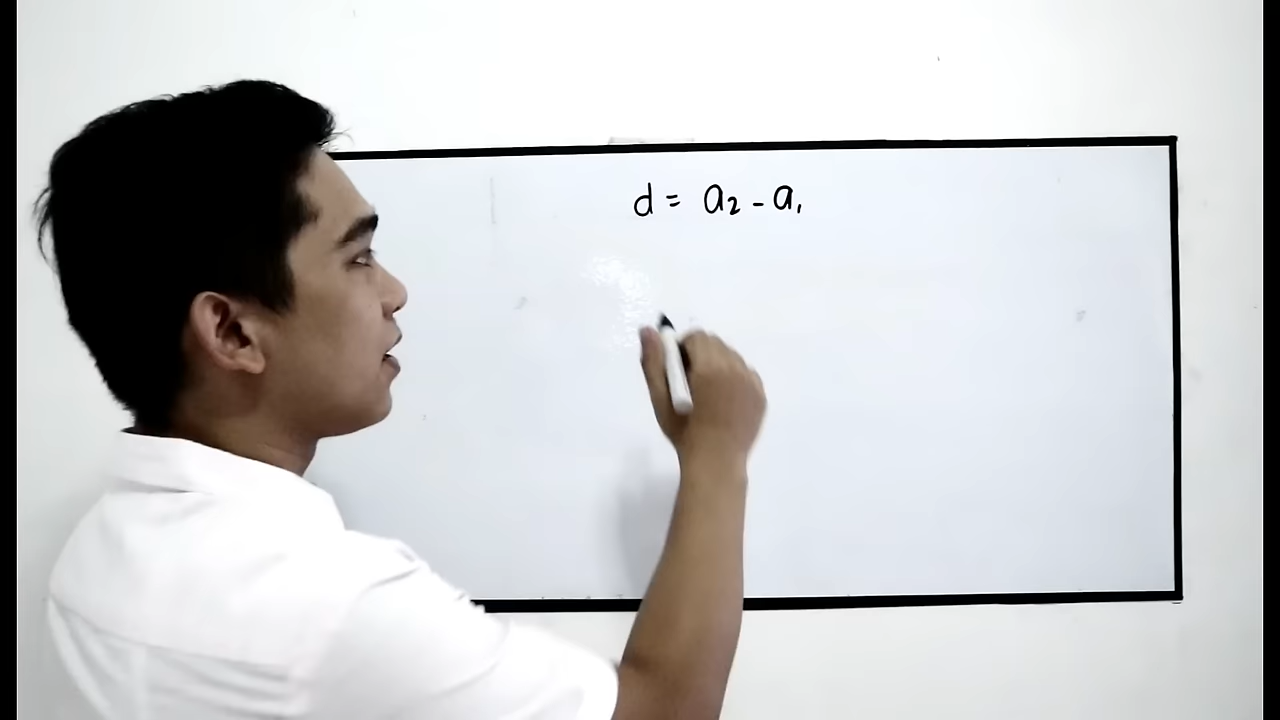 d = a₂ - a₁